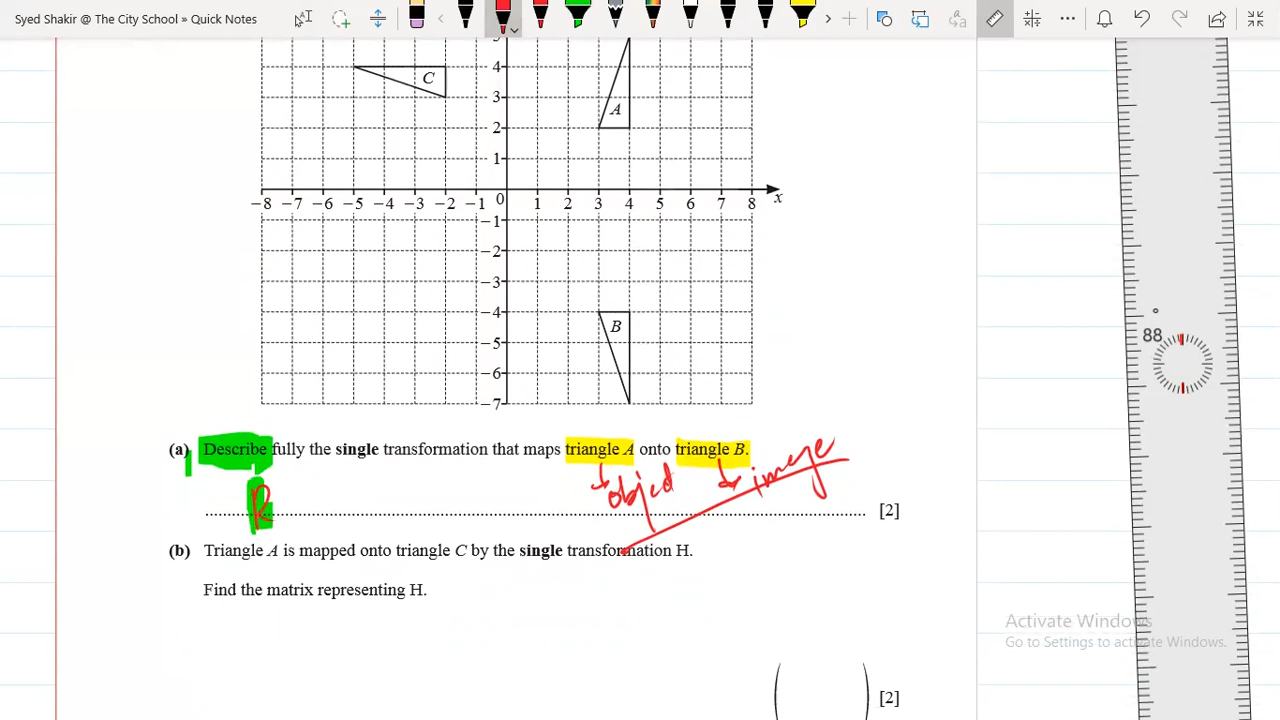 Syed Shakir @ The City School » Quick Notes
5
C 4
3 A
2
1
−8 −7 −6 −5 −4 −3 −2 −1 0 1 2 3 4 5 6 7 8 x
−1
−2
−3
−4
B
−5
−6
−7
88 °
(a) Describe fully the single transformation that maps triangle A onto triangle B.
object image
R
[2]
(b) Triangle A is mapped onto triangle C by the single transformation H.
Find the matrix representing H.
Activate Windows
Go to Settings to activate Windows.
( ) [2]